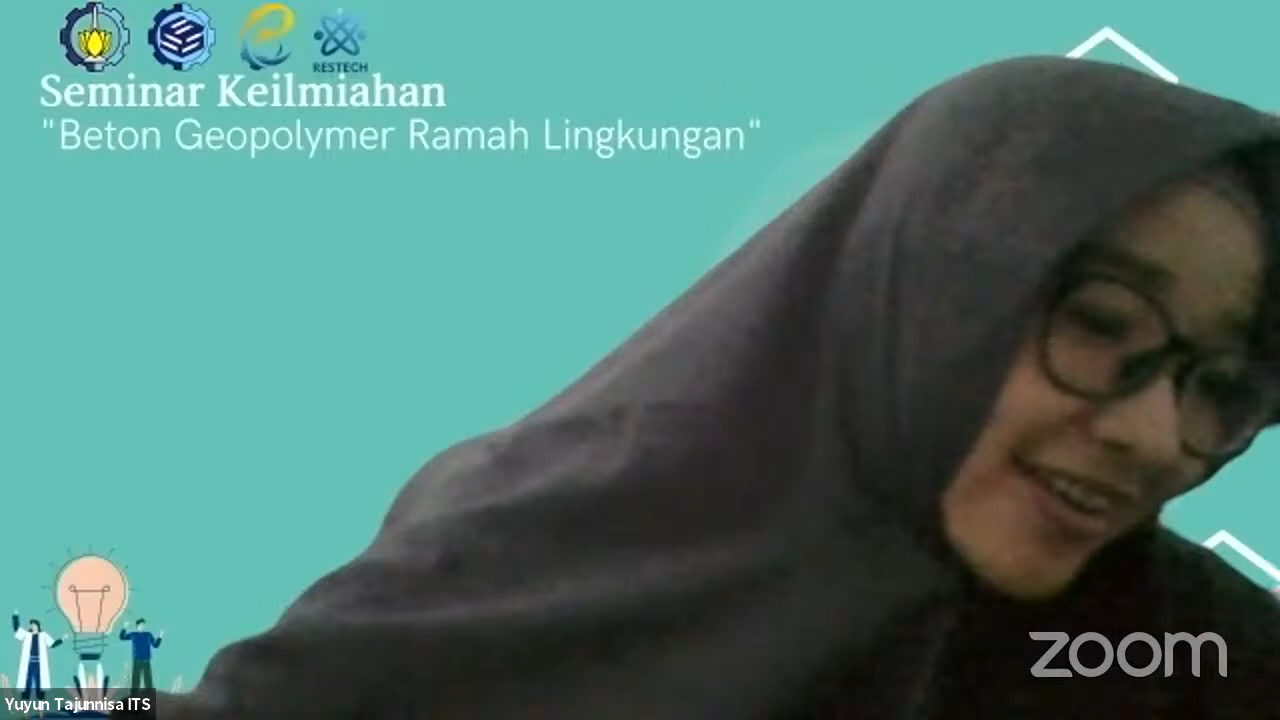 RESTECH
Seminar Keilmiahan
"Beton Geopolymer Ramah Lingkungan"
zoom
Yuyun Tajunnisa ITS